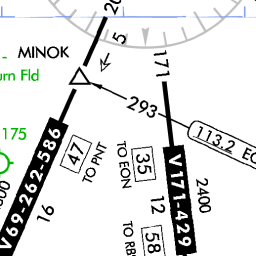 20
5
MINOK
171
urn Fld
293
113.2 EO
175
47
TO PNT
35
TO EON
V69-262-586
V171-429
2400
12
16
58
TO RB